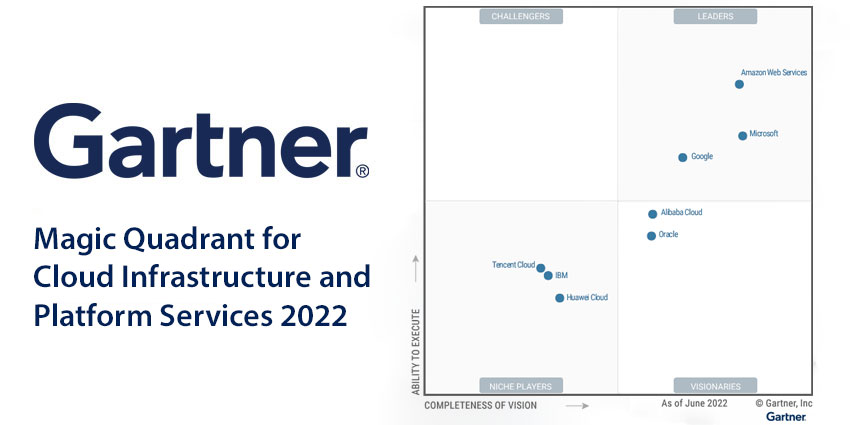 Gartner®
Magic Quadrant for
Cloud Infrastructure and
Platform Services 2022
CHALLENGERS
LEADERS
Amazon Web Services
Microsoft
Google
Alibaba Cloud
Oracle
Tencent Cloud
IBM
Huawei Cloud
NICHE PLAYERS
VISIONARIES
ABILITY TO EXECUTE
COMPLETENESS OF VISION
As of June 2022
© Gartner, Inc
Gartner